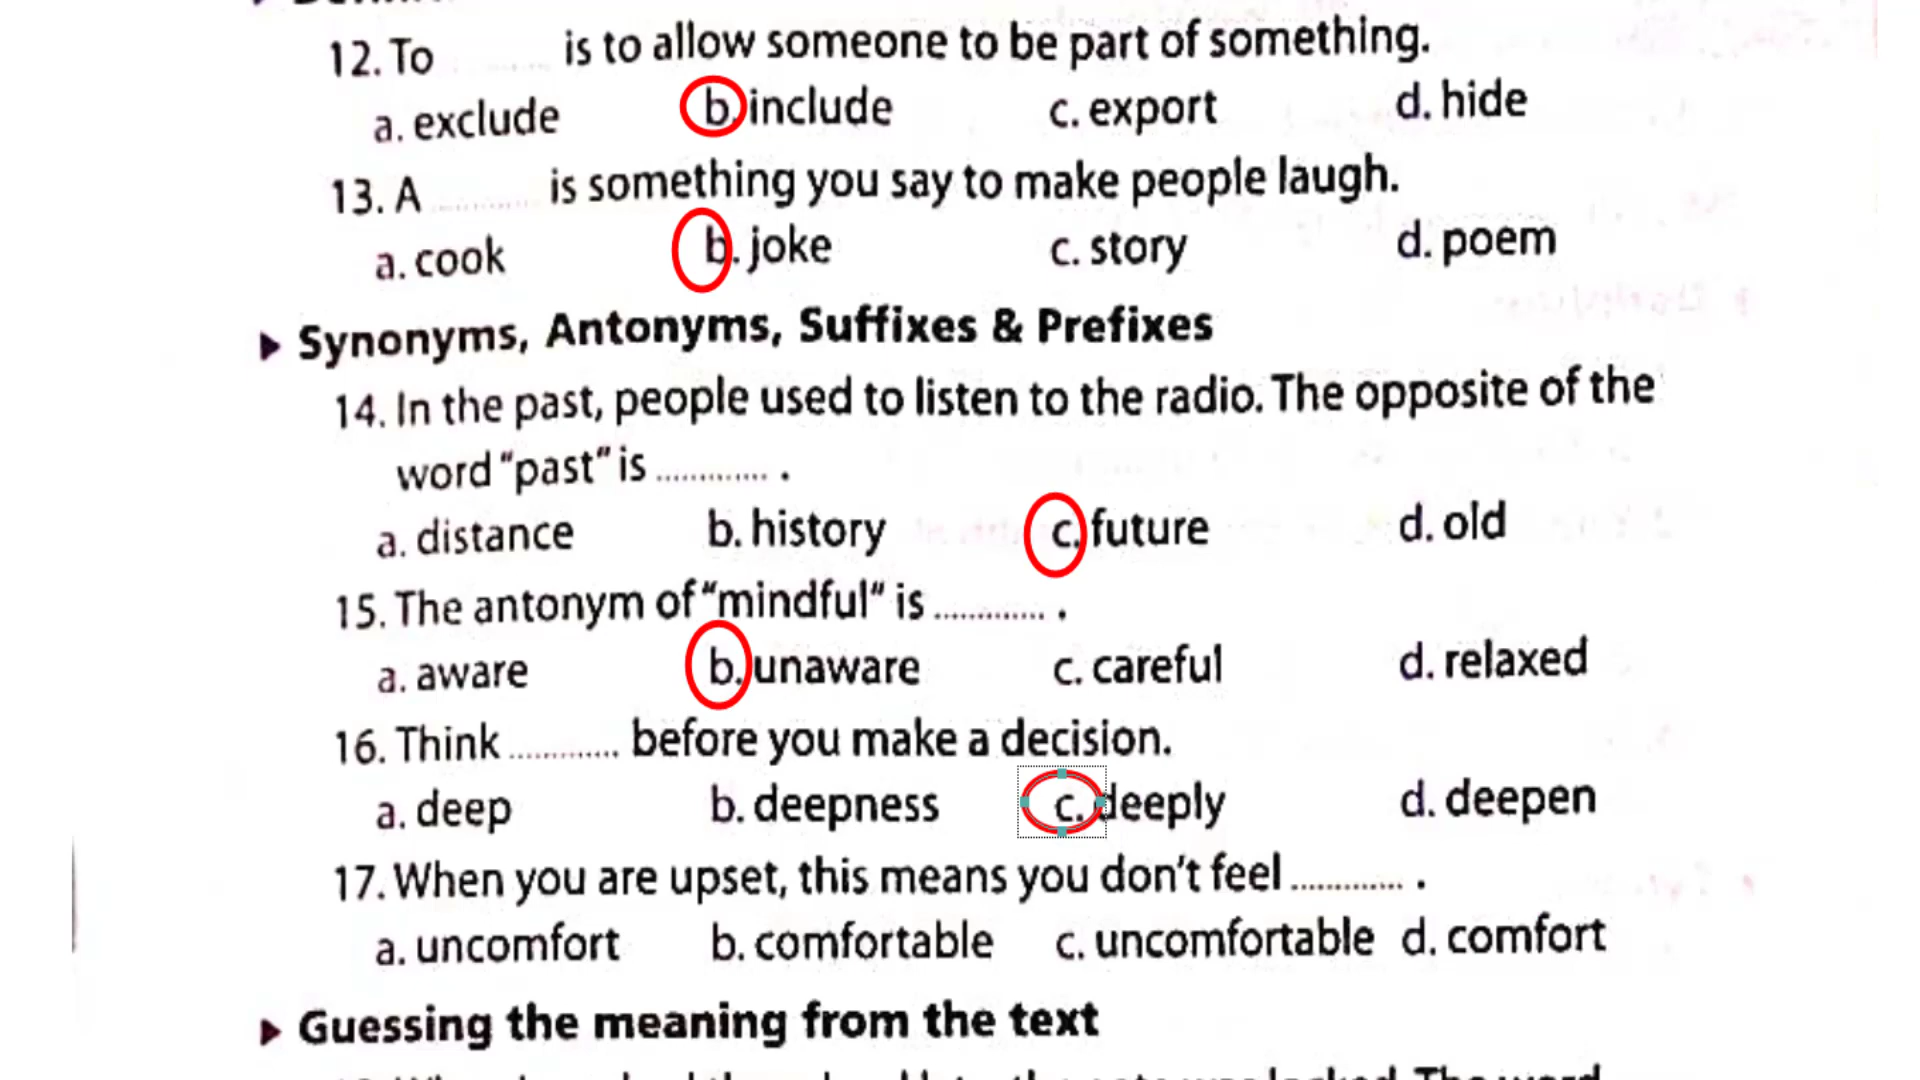 12. To ............ is to allow someone to be part of something.
a. exclude b. include c. export d. hide
13. A ............ is something you say to make people laugh.
a. cook b. joke c. story d. poem
Synonyms, Antonyms, Suffixes & Prefixes
14. In the past, people used to listen to the radio. The opposite of the
word "past" is ............. .
a. distance b. history c. future d. old
15. The antonym of "mindful" is ............. .
a. aware b. unaware c. careful d. relaxed
16. Think ............. before you make a decision.
a. deep b. deepness c. deeply d. deepen
17. When you are upset, this means you don't feel ............. .
a. uncomfort b. comfortable c. uncomfortable d. comfort
Guessing the meaning from the text